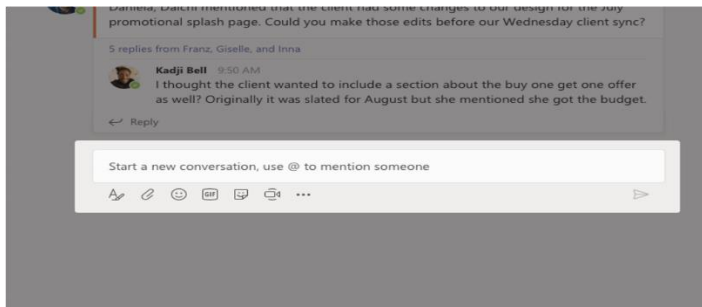 Daniela, Daichi mentioned that the client had some changes to our design for the July
promotional splash page. Could you make those edits before our Wednesday client sync?
5 replies from Franz, Giselle, and Inna
Kadji Bell 9:50 AM
I thought the client wanted to include a section about the buy one get one offer
as well? Originally it was slated for August but she mentioned she got the budget.
Reply
Start a new conversation, use @ to mention someone
GIF